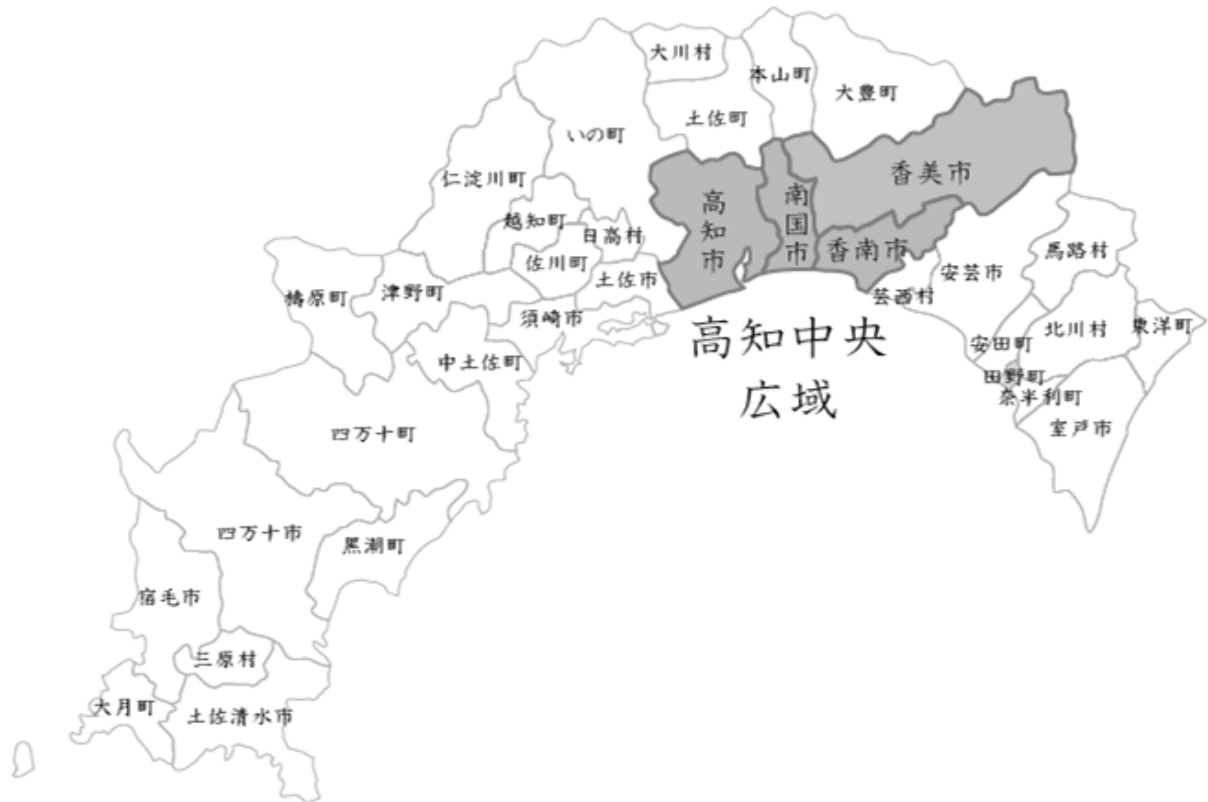 大川村
本山町
大豊町
土佐町
いの町
仁淀川町
香美市
高知市
南国市
越知町
日高村
香南市
佐川町
土佐市
安芸市
馬路村
梼原町
津野町
芸西村
須崎市
北川村
東洋町
安田町
高知中央
広域
中土佐町
田野町
奈半利町
四万十町
室戸市
四万十市
黒潮町
宿毛市
三原村
大月町
土佐清水市